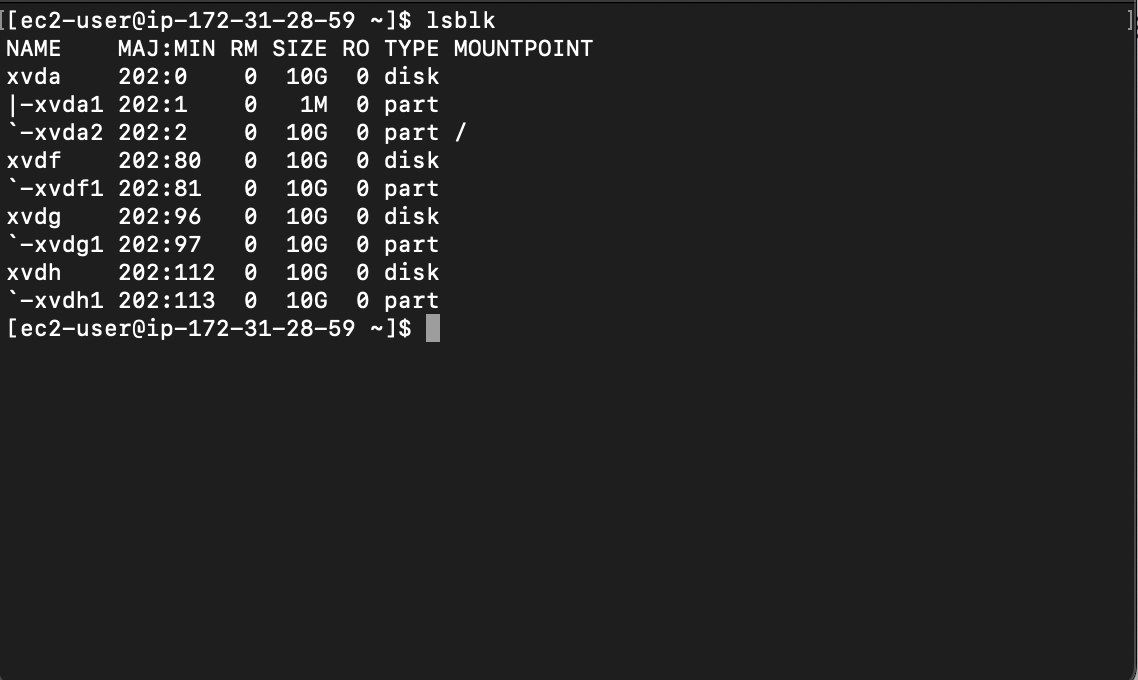 [[ec2-user@ip-172-31-28-59 ~]$ lsblk ]
NAME    MAJ:MIN RM SIZE RO TYPE MOUNTPOINT
xvda    202:0    0  10G  0 disk
|-xvda1 202:1    0   1M  0 part
`-xvda2 202:2    0  10G  0 part /
xvdf    202:80   0  10G  0 disk
`-xvdf1 202:81   0  10G  0 part
xvdg    202:96   0  10G  0 disk
`-xvdg1 202:97   0  10G  0 part
xvdh    202:112  0  10G  0 disk
`-xvdh1 202:113  0  10G  0 part
[ec2-user@ip-172-31-28-59 ~]$